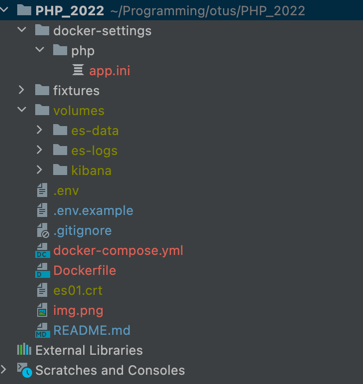 PHP_2022 ~/Programming/otus/PHP_2022
docker-settings
php
app.ini
fixtures
volumes
es-data
es-logs
kibana
.env
.env.example
.gitignore
docker-compose.yml
Dockerfile
es01.crt
img.png
README.md
External Libraries
Scratches and Consoles